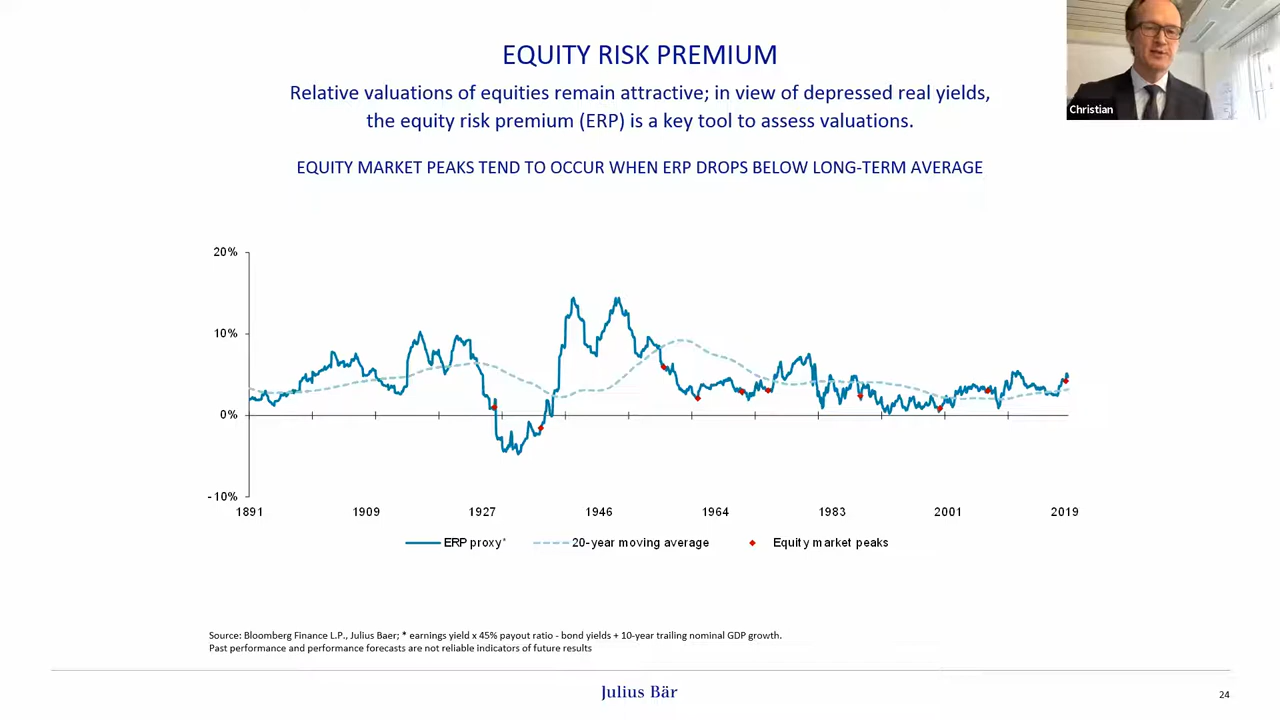 EQUITY RISK PREMIUM
Relative valuations of equities remain attractive; in view of depressed real yields,
the equity risk premium (ERP) is a key tool to assess valuations.
Christian
EQUITY MARKET PEAKS TEND TO OCCUR WHEN ERP DROPS BELOW LONG-TERM AVERAGE
20%
10%
0%
-10%
1891 1909 1927 1946 1964 1983 2001 2019
ERP proxy* 20-year moving average Equity market peaks
Source: Bloomberg Finance L.P., Julius Baer; * earnings yield x 45% payout ratio - bond yields + 10-year trailing nominal GDP growth.
Past performance and performance forecasts are not reliable indicators of future results
Julius Bär
24